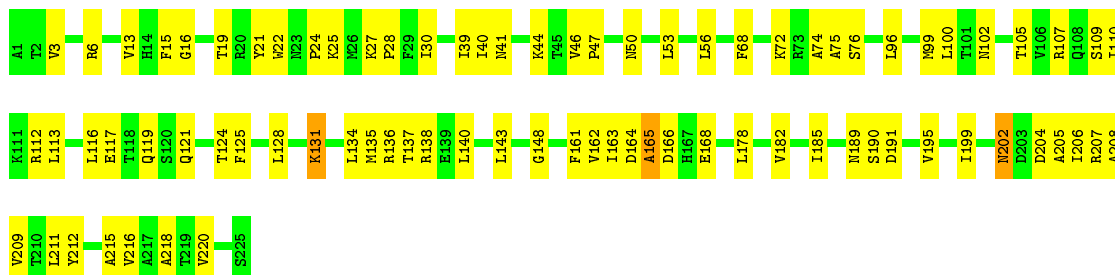 A1 T2 V3 R6 V13 H14 F15 G16 T19 R20 Y21 W22 N23 P24 K25 M26 K27 P28 F29 I30 I39 I40 N41 K44 T45 V46 P47 N50 L53 L56 F68 K72 R73 A74 A75 S76 L96 M99 L100 T101 N102 T105 V106 R107 Q108 S109 I110
K111 R112 L113 L116 E117 T118 Q119 S120 Q121 T124 F125 L128 K131 L134 M135 R136 T137 R138 E139 L140 L143 G148 F161 V162 I163 D164 A165 D166 H167 E168 L178 V182 I185 N189 S190 D191 V195 I199 N202 D203 D204 A205 I206 R207 A208
V209 T210 L211 Y212 A215 V216 A217 A218 T219 V220 S225